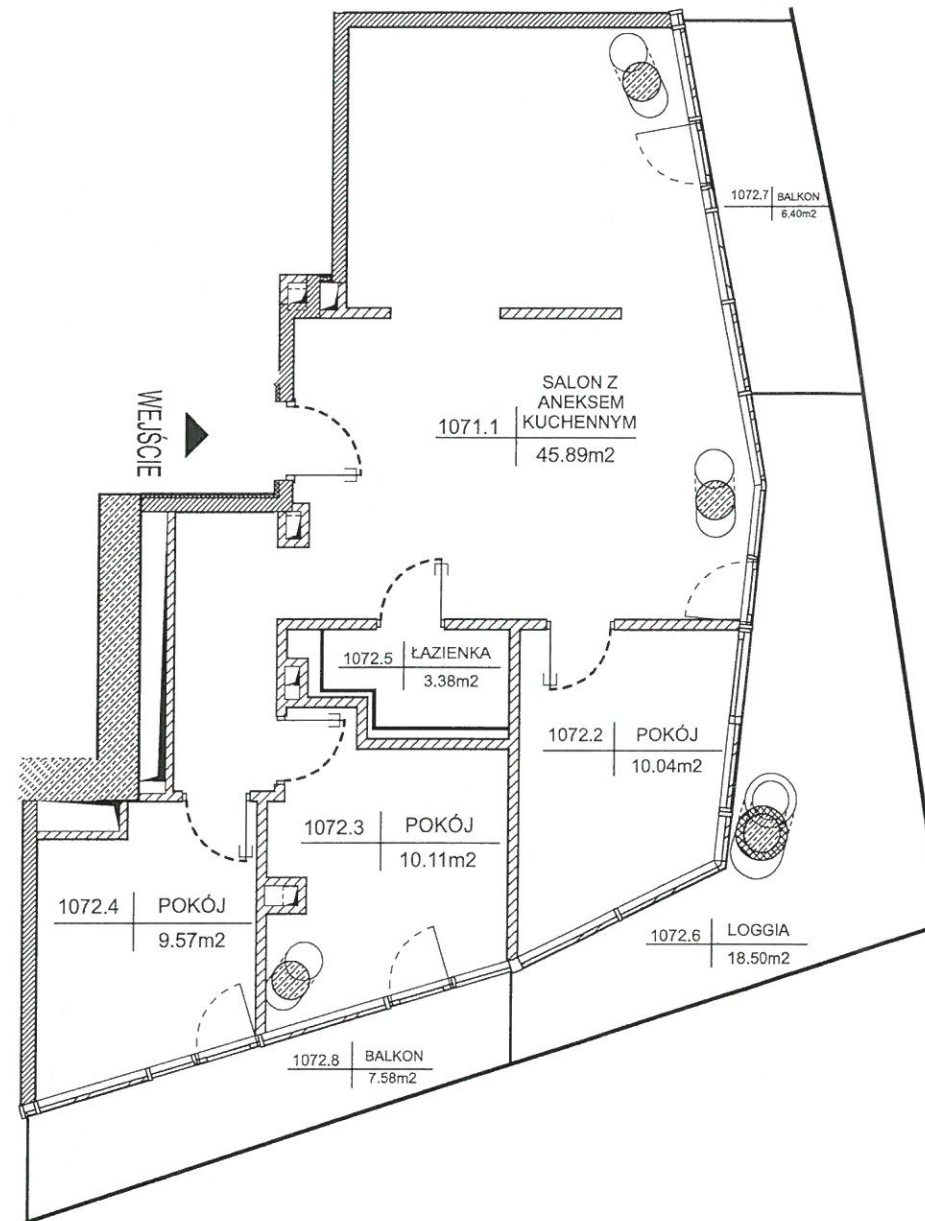 1072.7 BALKON
6.40m2
SALON Z
ANEKSEM
1071.1 KUCHENNYM
45.89m2
WEJŚCIE
1072.5 ŁAZIENKA
3.38m2
1072.2 POKÓJ
10.04m2
1072.3 POKÓJ
10.11m2
1072.4 POKÓJ
9.57m2
1072.6 LOGGIA
18.50m2
1072.8 BALKON
7.58m2